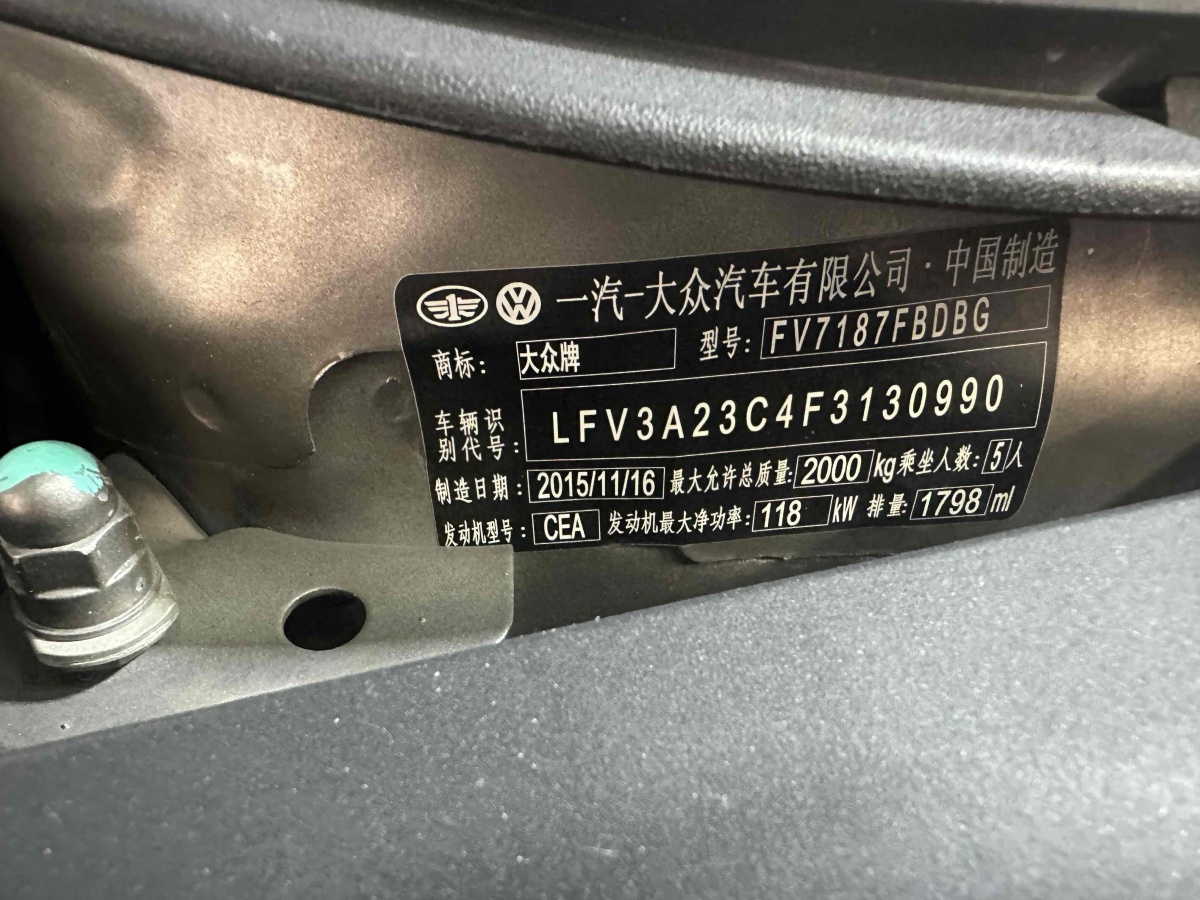 一汽-大众汽车有限公司·中国制造
商标: 大众牌 型号: FV7187FBDBG
车辆识别代号: LFV3A23C4F3130990
制造日期: 2015/11/16 最大允许总质量: 2000 kg 乘坐人数: 5 人
发动机型号: CEA 发动机最大净功率: 118 kW 排量: 1798 ml